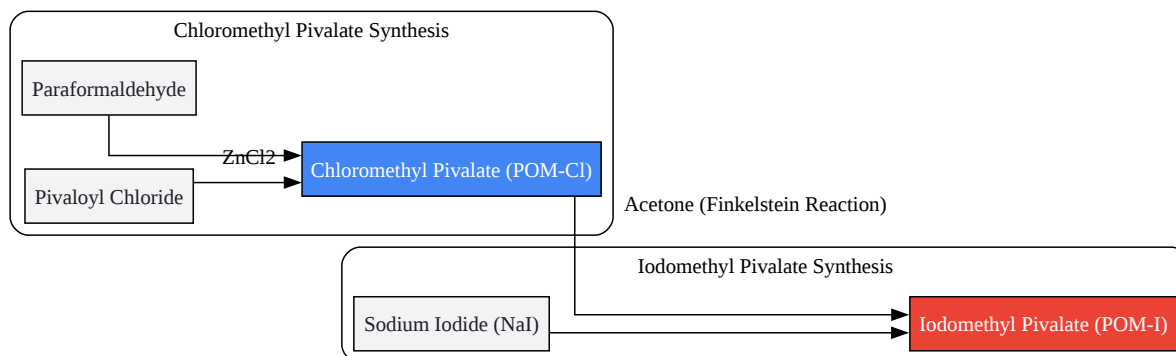 Chloromethyl Pivalate Synthesis
Paraformaldehyde
ZnCl2
Chloromethyl Pivalate (POM-Cl)
Pivaloyl Chloride
Acetone (Finkelstein Reaction)
Iodomethyl Pivalate Synthesis
Sodium Iodide (NaI)
Iodomethyl Pivalate (POM-I)